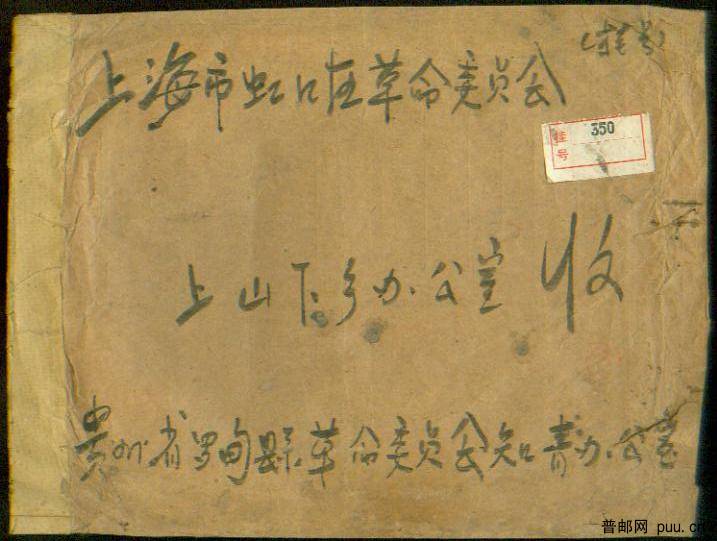 (挂号)
上海市虹口区革命委员会
挂号 350
上山下乡办公室 收
贵州省罗甸县革命委员会知青办公室
普邮网 puu.cn